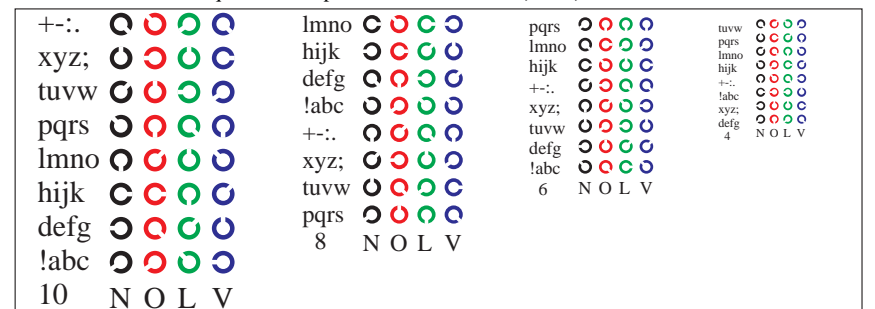 +-:.
xyz;
tuvw
pqrs
lmno
hijk
defg
!abc
10 N O L V
lmno
hijk
defg
!abc
+-:.
xyz;
tuvw
pqrs
8 N O L V
pqrs
lmno
hijk
+-:.
xyz;
tuvw
defg
!abc
6 N O L V
tuvw
pqrs
lmno
hijk
+-:.
!abc
xyz;
defg
4 N O L V